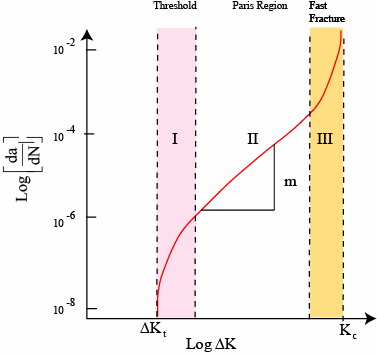 Threshold
Paris Region
Fast
Fracture
10^-2
10^-4
10^-6
10^-8
Log [da/dN]
I
II
III
m
ΔK_t
Log ΔK
K_c